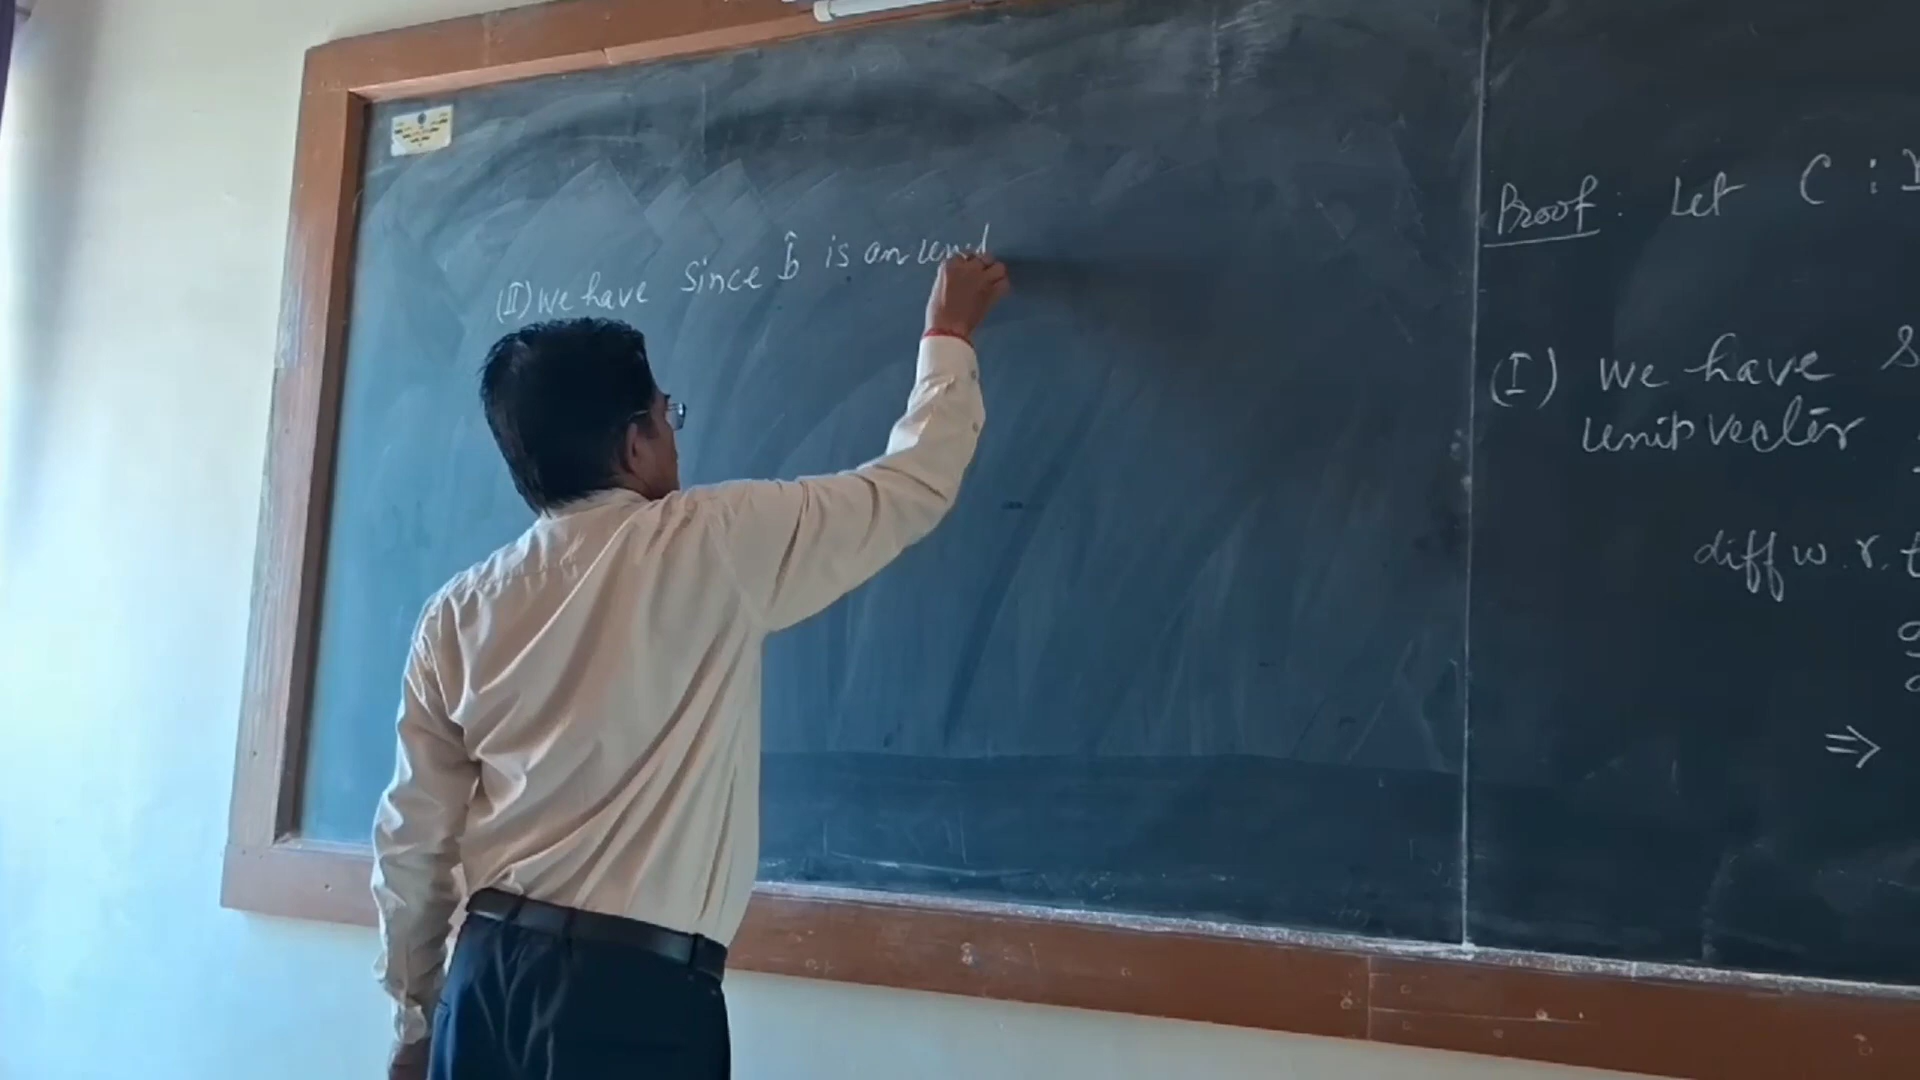 (II) We have Since b̂ is an unit
Proof: Let C :
(I) We have
unit vector
diff w.r.t
⇒